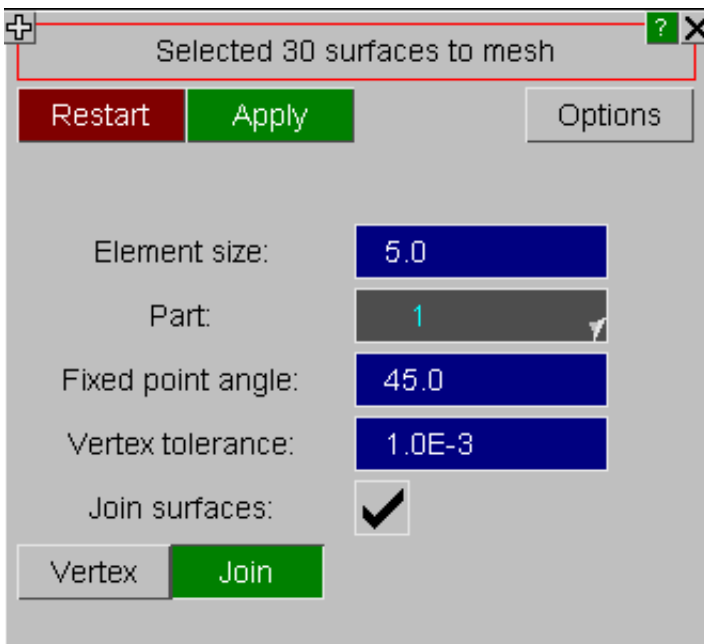 ?
Selected 30 surfaces to mesh
Restart Apply Options
Element size: 5.0
Part: 1
Fixed point angle: 45.0
Vertex tolerance: 1.0E-3
Join surfaces:
Vertex Join